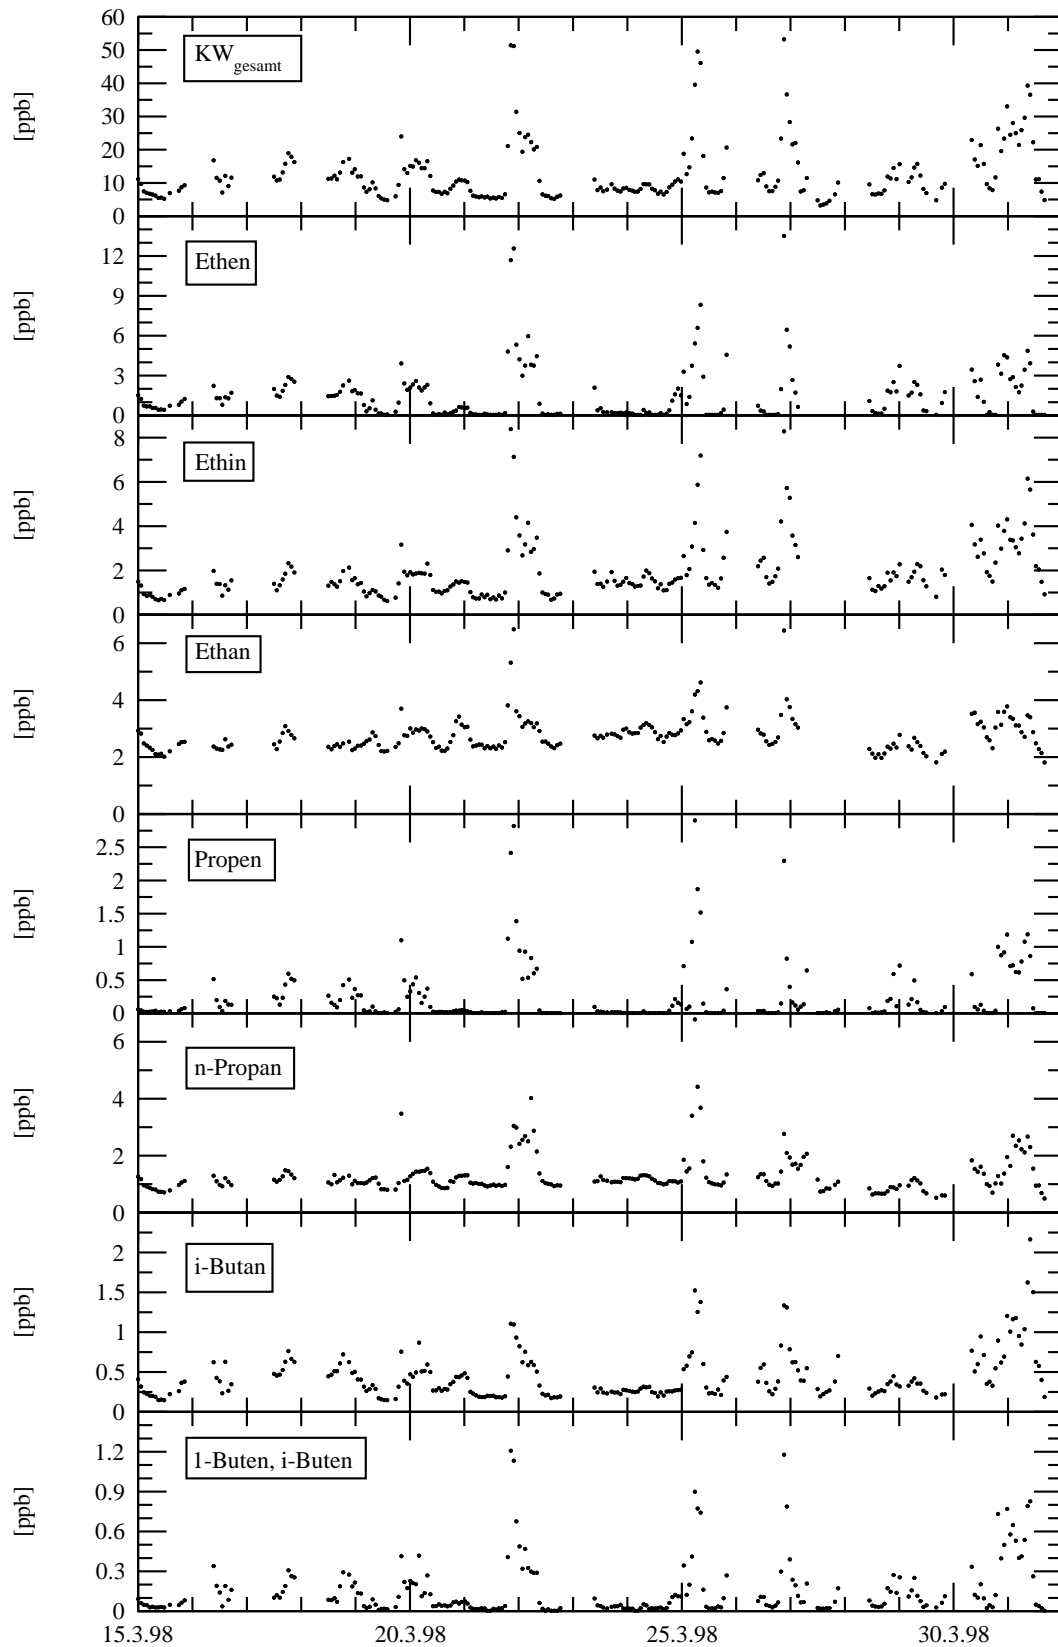 60
50
40
30
20
10
0
[ppb]
KW gesamt
12
9
6
3
0
[ppb]
Ethen
8
6
4
2
0
[ppb]
Ethin
6
4
2
0
[ppb]
Ethan
2.5
2
1.5
1
0.5
0
[ppb]
Propen
6
4
2
0
[ppb]
n-Propan
2
1.5
1
0.5
0
[ppb]
i-Butan
1.2
0.9
0.6
0.3
0
[ppb]
1-Buten, i-Buten
15.3.98 20.3.98 25.3.98 30.3.98